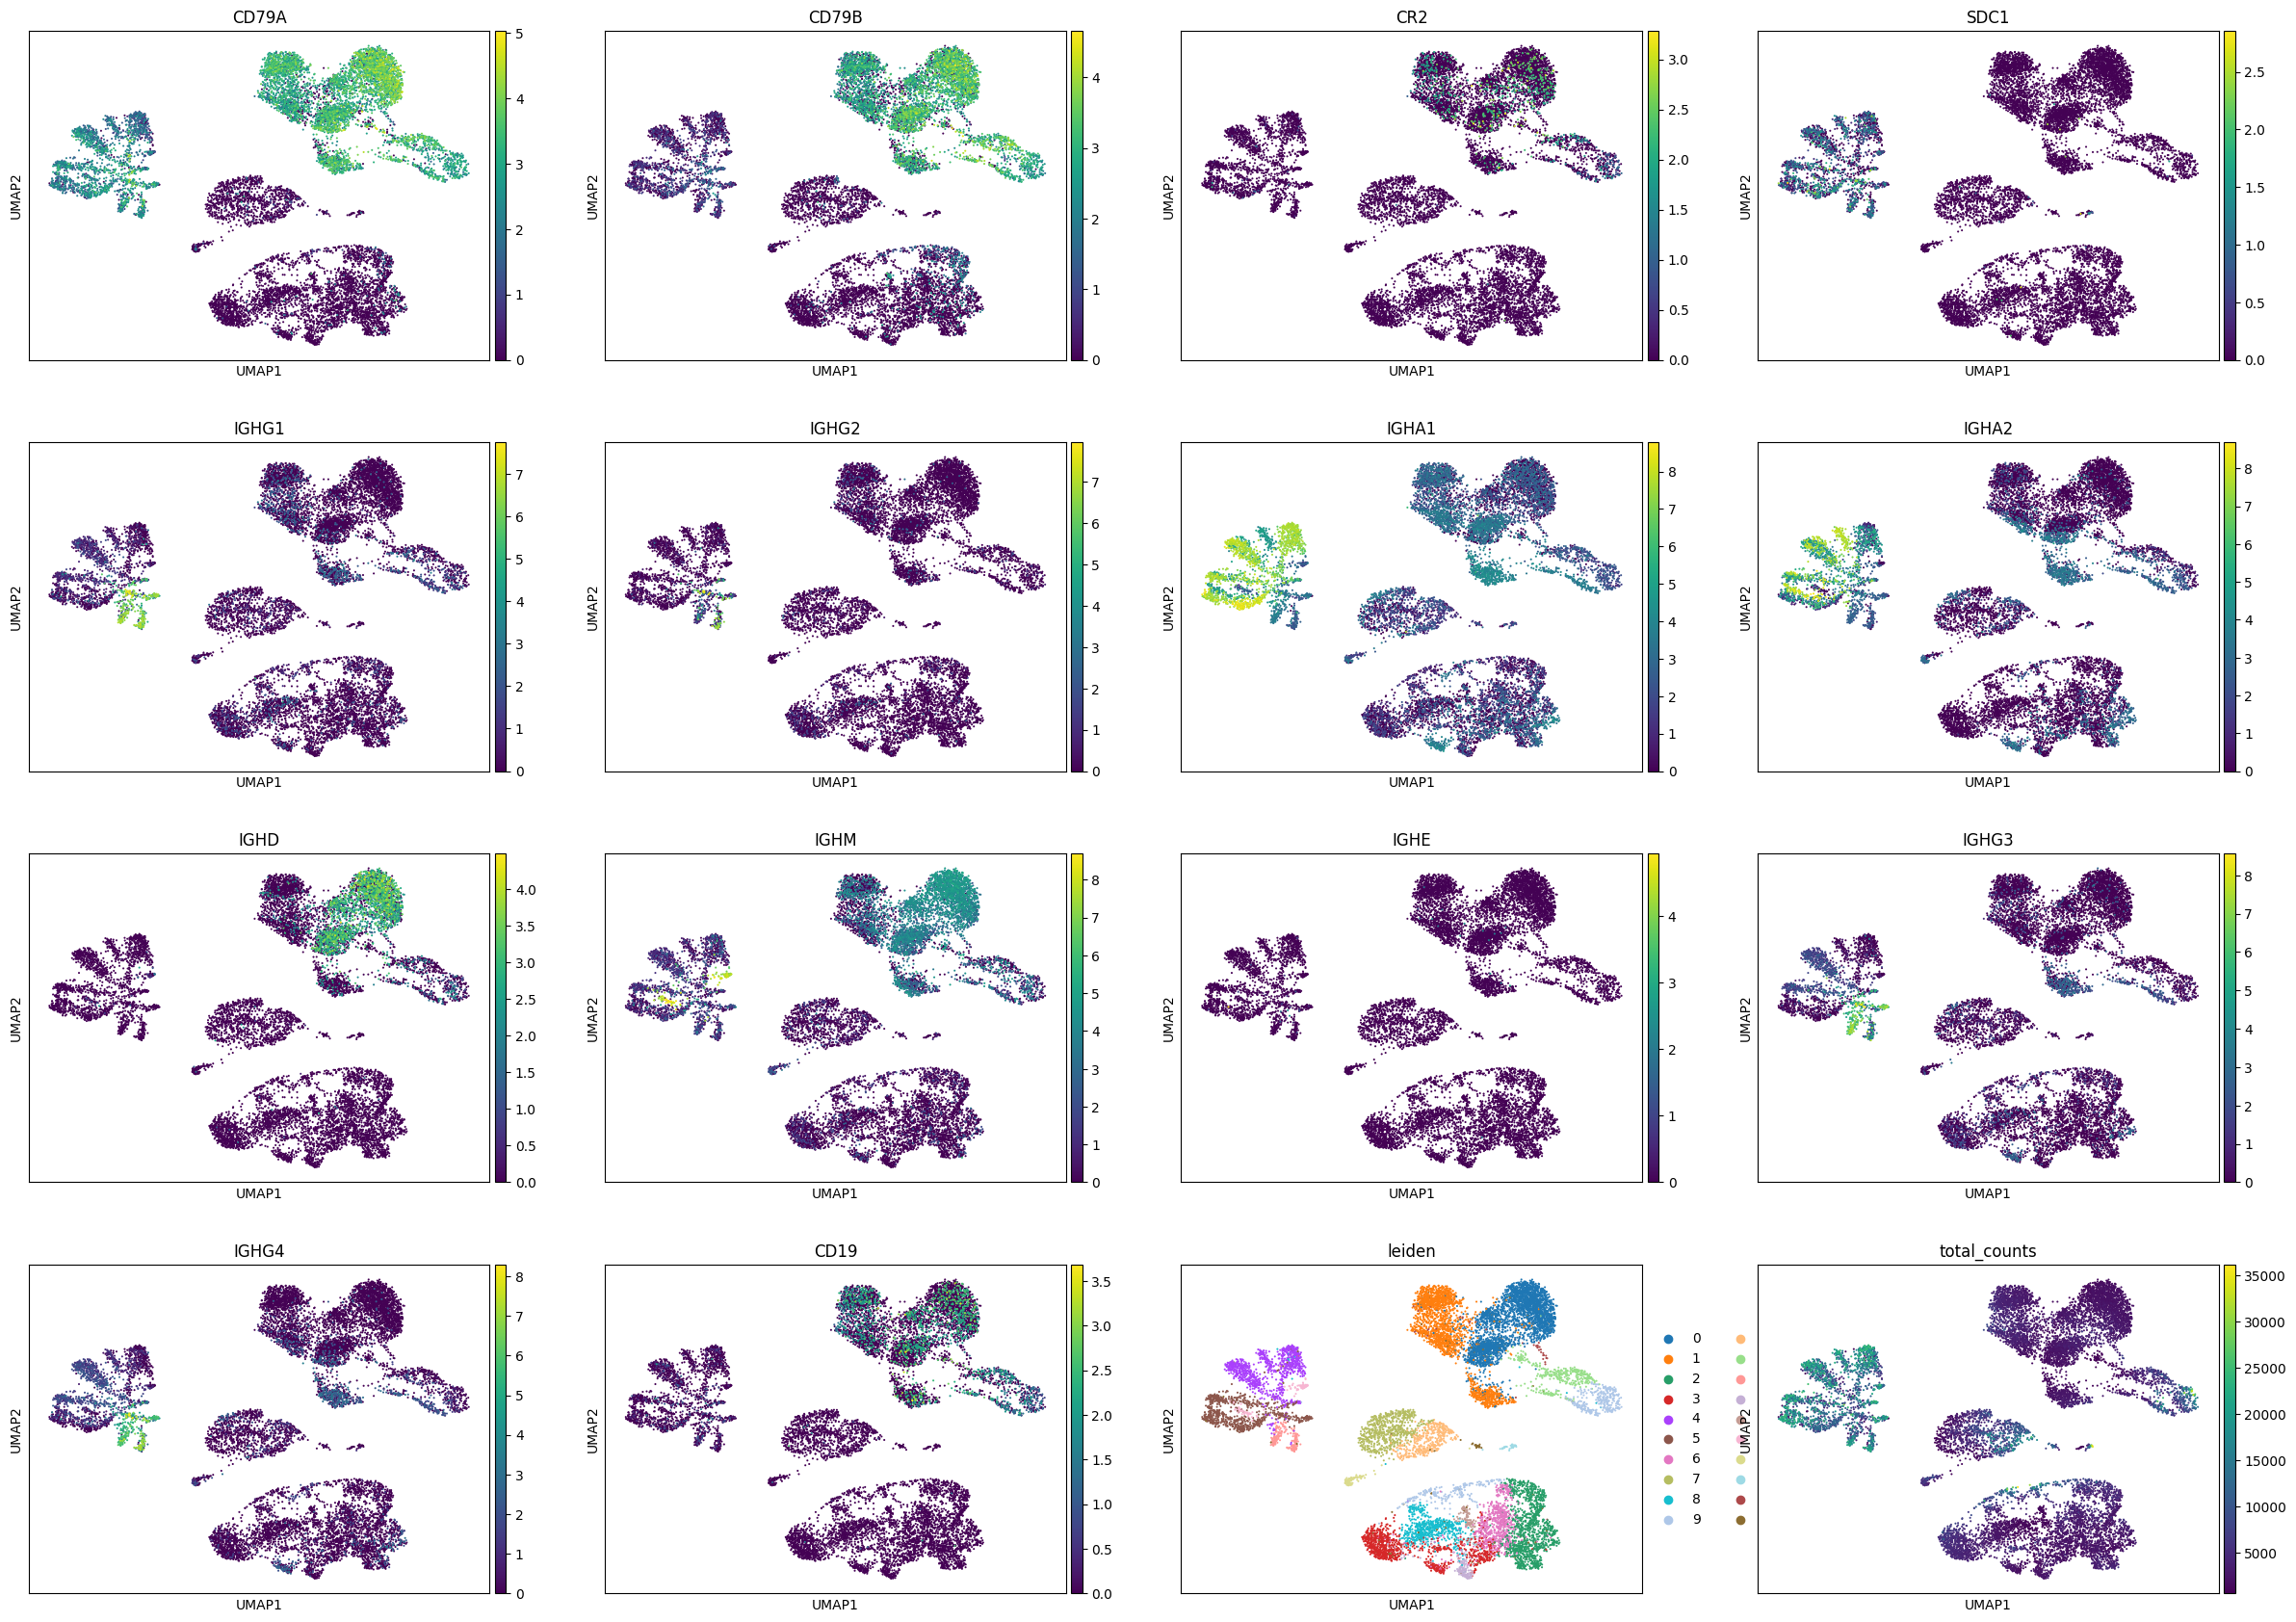 CD79A
CD79B
CR2
SDC1
UMAP2
5
4
3
2
1
0
UMAP1
UMAP2
4
3
2
1
0
UMAP1
UMAP2
3.0
2.5
2.0
1.5
1.0
0.5
0.0
UMAP1
UMAP2
2.5
2.0
1.5
1.0
0.5
0.0
UMAP1
IGHG1
IGHG2
IGHA1
IGHA2
UMAP2
7
6
5
4
3
2
1
0
UMAP1
UMAP2
7
6
5
4
3
2
1
0
UMAP1
UMAP2
8
7
6
5
4
3
2
1
0
UMAP1
UMAP2
8
7
6
5
4
3
2
1
0
UMAP1
IGHD
IGHM
IGHE
IGHG3
UMAP2
4.0
3.5
3.0
2.5
2.0
1.5
1.0
0.5
0.0
UMAP1
UMAP2
8
7
6
5
4
3
2
1
0
UMAP1
UMAP2
4
3
2
1
0
UMAP1
UMAP2
8
7
6
5
4
3
2
1
0
UMAP1
IGHG4
CD19
leiden
total_counts
UMAP2
8
7
6
5
4
3
2
1
0
UMAP1
UMAP2
3.5
3.0
2.5
2.0
1.5
1.0
0.5
0.0
UMAP1
UMAP2
0
1
2
3
4
5
6
7
8
9
UMAP1
UMAP2
35000
30000
25000
20000
15000
10000
5000
UMAP1